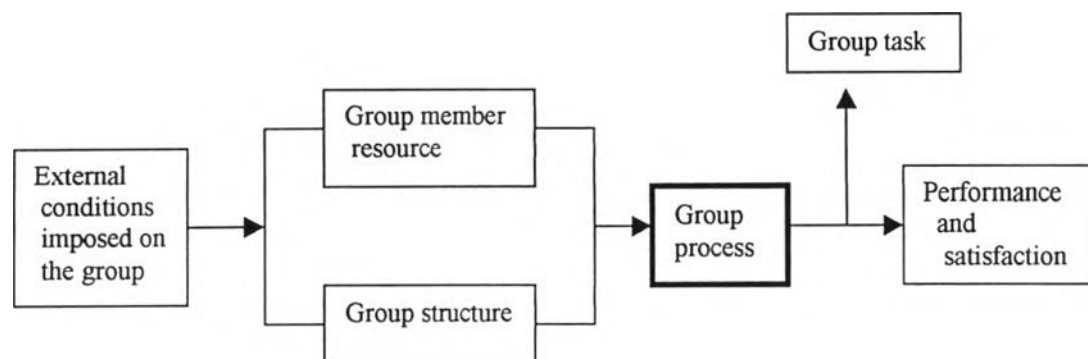 Group task
Group member
resource
External
conditions
imposed on
the group
Group
process
Performance
and
satisfaction
Group structure